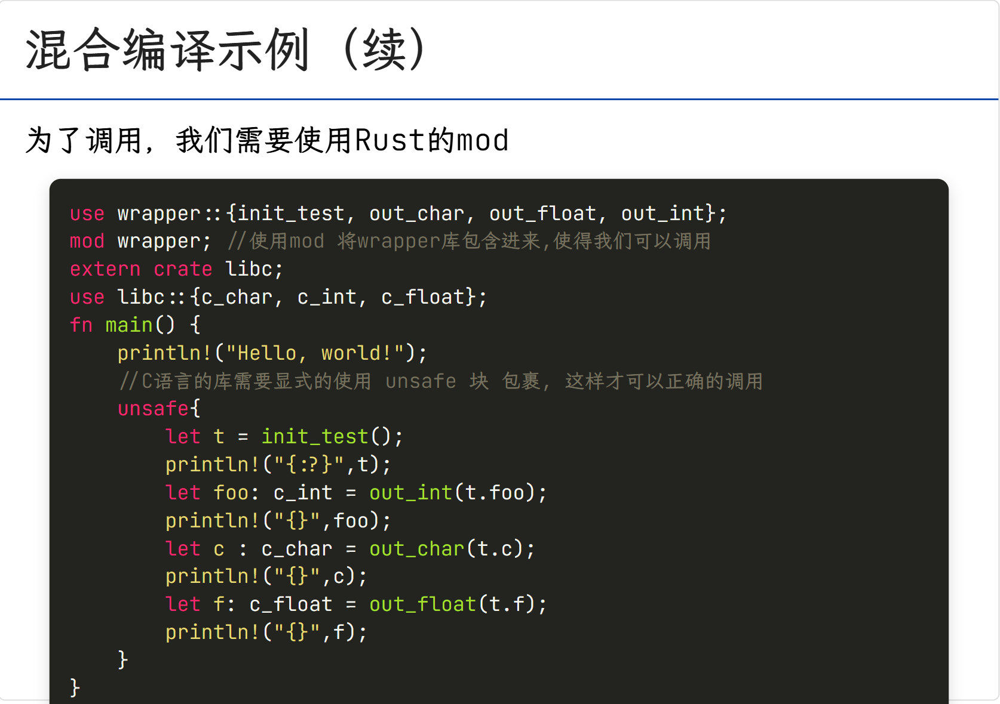 混合编译示例（续）
为了调用，我们需要使用Rust的mod
use wrapper::{init_test, out_char, out_float, out_int};
mod wrapper; //使用mod 将wrapper库包含进来,使得我们可以调用
extern crate libc;
use libc::{c_char, c_int, c_float};
fn main() {
    println!("Hello, world!");
    //C语言的库需要显式的使用 unsafe 块 包裹, 这样才可以正确的调用
    unsafe{
        let t = init_test();
        println!("{:?}",t);
        let foo: c_int = out_int(t.foo);
        println!("{}",foo);
        let c : c_char = out_char(t.c);
        println!("{}",c);
        let f: c_float = out_float(t.f);
        println!("{}",f);
    }
}